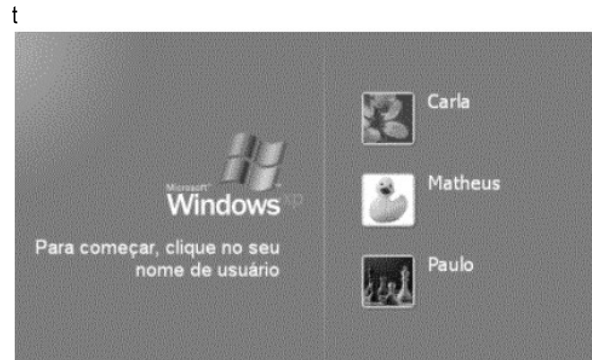 t
Carla
Matheus
Microsoft®
Windows xp
Para começar, clique no seu
nome de usuário
Paulo